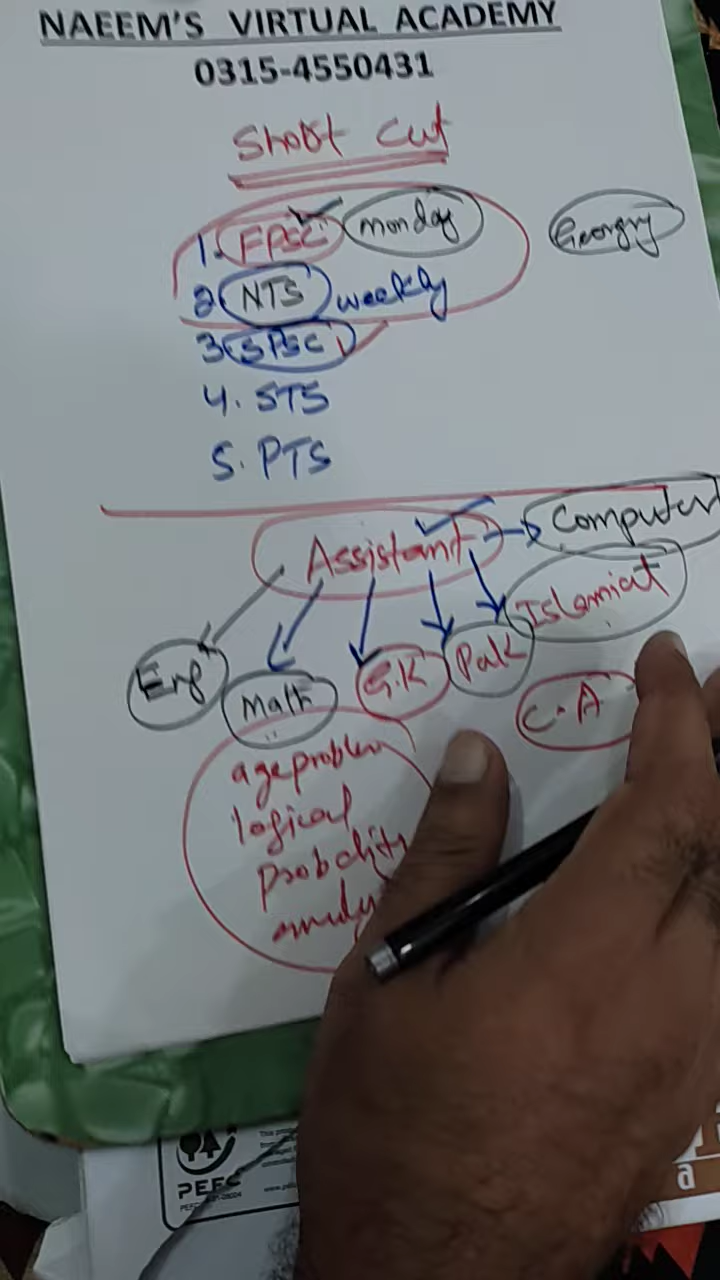 NAEEM'S VIRTUAL ACADEMY
0315-4550431
Short Cut
1. FPSC Monday
2 NTS weekly
3 SPSC
4. STS
5. PTS
Assistant
Computer
Islamiat
Eng
Math
G.K
Pak
C.A
age problem
logical
PEFC
a